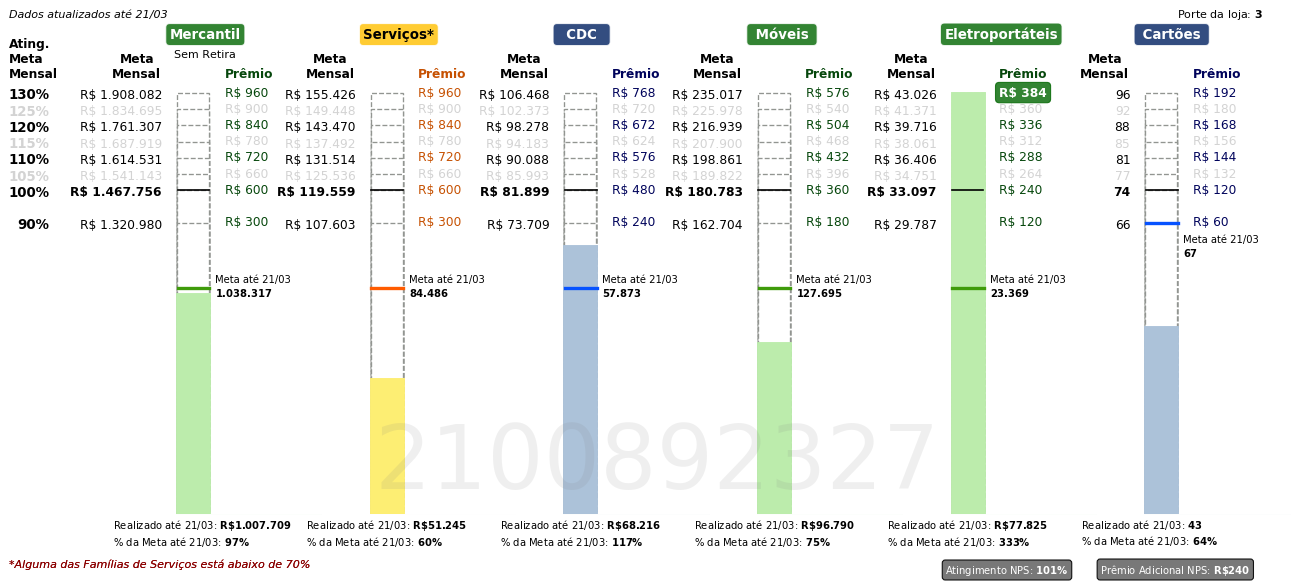 Dados atualizados até 21/03
Porte da loja: 3
Mercantil Serviços* CDC Móveis Eletroportáteis Cartões
Sem Retira
Ating. Meta Mensal
Meta Mensal Prêmio Meta Mensal Prêmio Meta Mensal Prêmio Meta Mensal Prêmio Meta Mensal Prêmio Meta Mensal Prêmio
130% R$ 1.908.082 R$ 960 R$ 155.426 R$ 960 R$ 106.468 R$ 768 R$ 235.017 R$ 576 R$ 43.026 R$ 384 96 R$ 192
125% R$ 1.834.695 R$ 900 R$ 149.448 R$ 900 R$ 102.373 R$ 720 R$ 225.978 R$ 540 R$ 41.371 R$ 360 92 R$ 180
120% R$ 1.761.307 R$ 840 R$ 143.470 R$ 840 R$ 98.278 R$ 672 R$ 216.939 R$ 504 R$ 39.716 R$ 336 88 R$ 168
115% R$ 1.687.919 R$ 780 R$ 137.492 R$ 780 R$ 94.183 R$ 624 R$ 207.900 R$ 468 R$ 38.061 R$ 312 85 R$ 156
110% R$ 1.614.531 R$ 720 R$ 131.514 R$ 720 R$ 90.088 R$ 576 R$ 198.861 R$ 432 R$ 36.406 R$ 288 81 R$ 144
105% R$ 1.541.143 R$ 660 R$ 125.536 R$ 660 R$ 85.993 R$ 528 R$ 189.822 R$ 396 R$ 34.751 R$ 264 77 R$ 132
100% R$ 1.467.756 R$ 600 R$ 119.559 R$ 600 R$ 81.899 R$ 480 R$ 180.783 R$ 360 R$ 33.097 R$ 240 74 R$ 120
90% R$ 1.320.980 R$ 300 R$ 107.603 R$ 300 R$ 73.709 R$ 240 R$ 162.704 R$ 180 R$ 29.787 R$ 120 66 R$ 60
Meta até 21/03
67
Meta até 21/03 Meta até 21/03 Meta até 21/03 Meta até 21/03 Meta até 21/03
1.038.317 84.486 57.873 127.695 23.369
2100892327
Realizado até 21/03: R$1.007.709 Realizado até 21/03: R$51.245 Realizado até 21/03: R$68.216 Realizado até 21/03: R$96.790 Realizado até 21/03: R$77.825 Realizado até 21/03: 43
% da Meta até 21/03: 97% % da Meta até 21/03: 60% % da Meta até 21/03: 117% % da Meta até 21/03: 75% % da Meta até 21/03: 333% % da Meta até 21/03: 64%
*Alguma das Famílias de Serviços está abaixo de 70%
Atingimento NPS: 101% Prêmio Adicional NPS: R$240